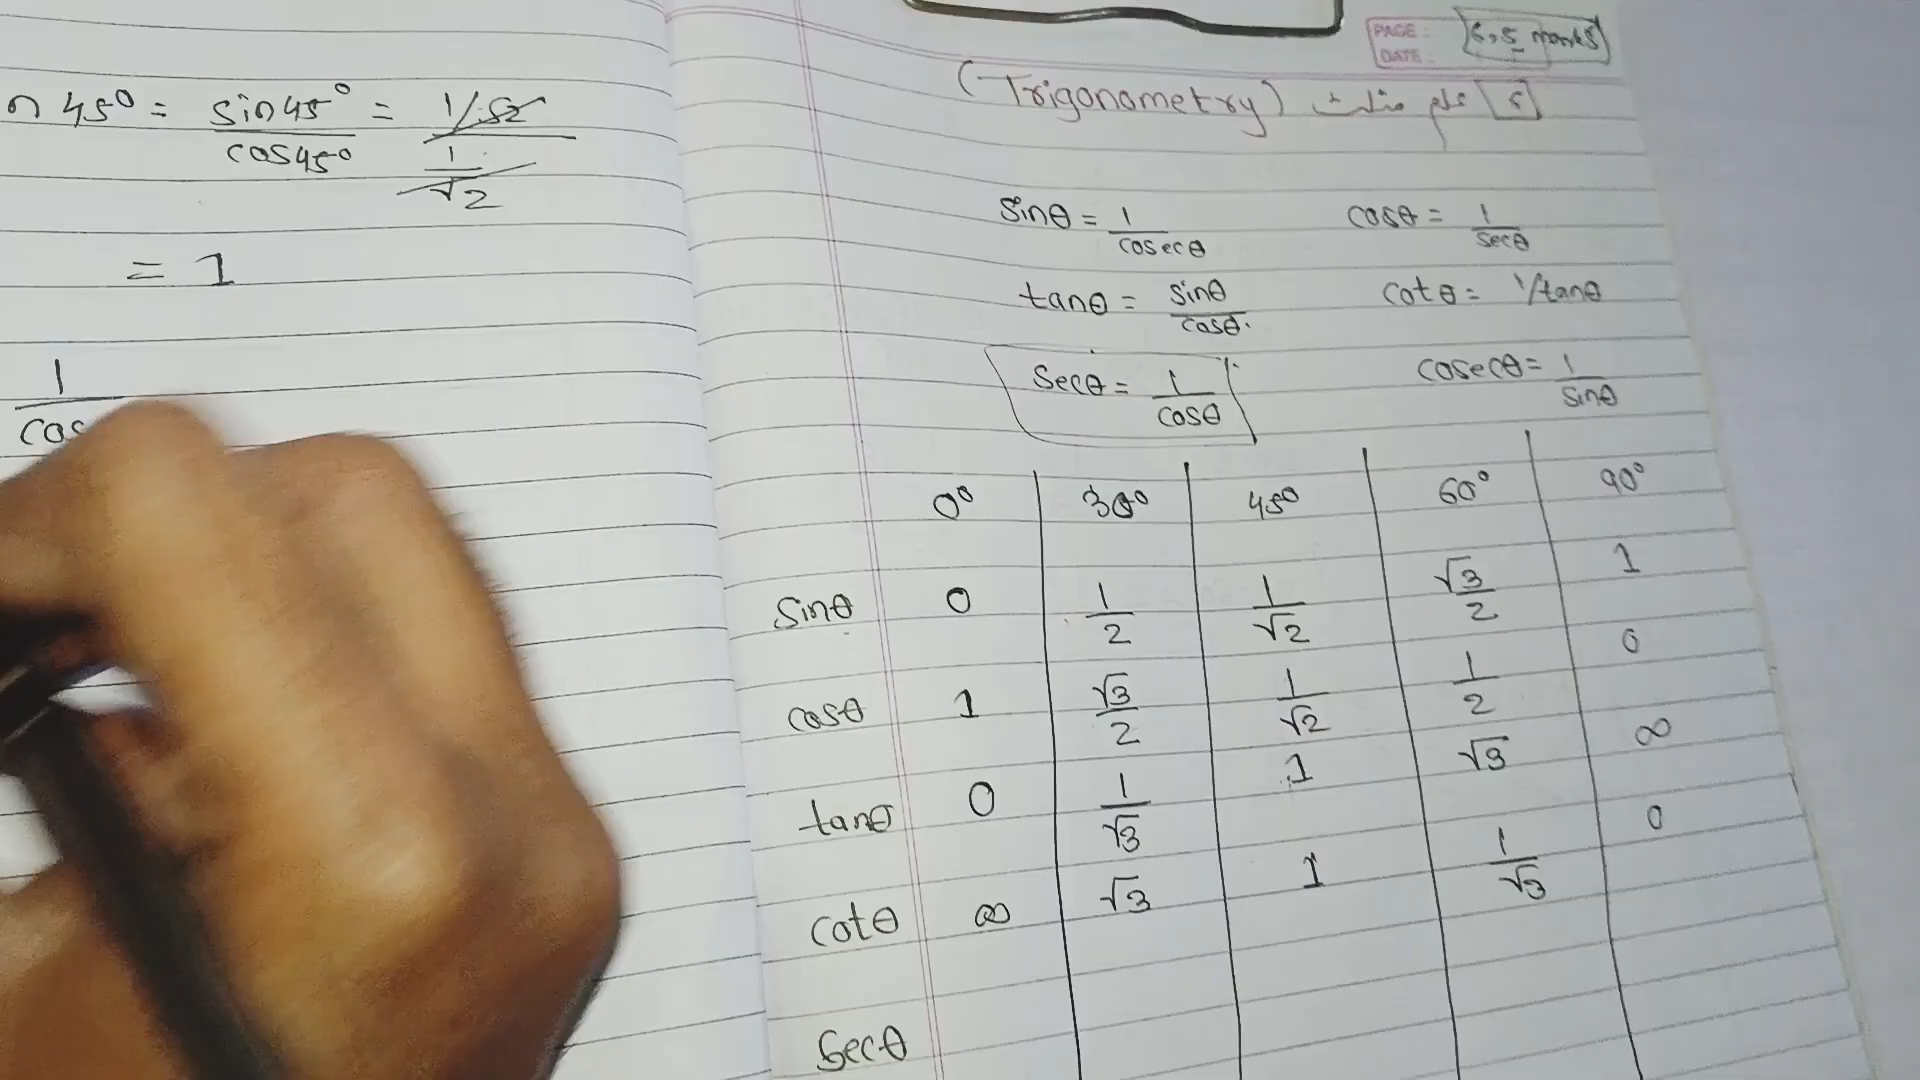 n 45° = sin45° / cos45° = 1/√2 / 1/√2
= 1
1
cos
PAGE :
DATE :
marks
(Trigonometry) علم مثلث [٤]
sinθ = 1/cosecθ cosθ = 1/secθ
tanθ = sinθ/cosθ. cotθ = 1/tanθ
secθ = 1/cosθ cosecθ = 1/sinθ
0° 30° 45° 60° 90°
sinθ 0 1/2 1/√2 √3/2 1
cosθ 1 √3/2 1/√2 1/2 0
tanθ 0 1/√3 1 √3 ∞
cotθ ∞ √3 1 1/√3 0
secθ